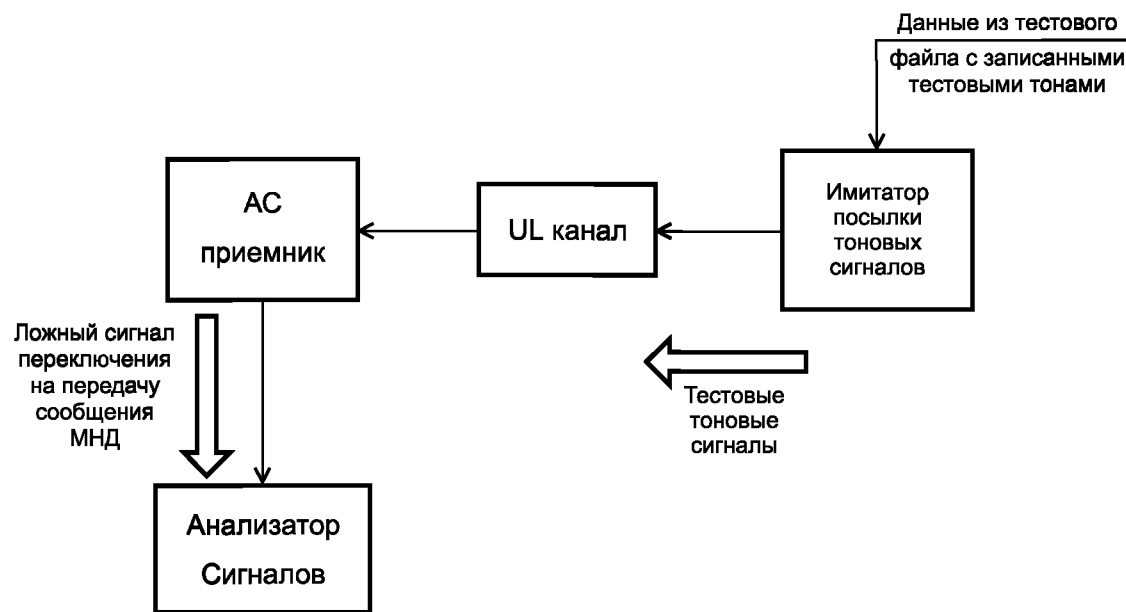 Данные из тестового
файла с записанными
тестовыми тонами
АС
приемник
UL канал
Имитатор
посылки
тоновых
сигналов
Ложный сигнал
переключения
на передачу
сообщения
МНД
Тестовые
тоновые
сигналы
Анализатор
Сигналов